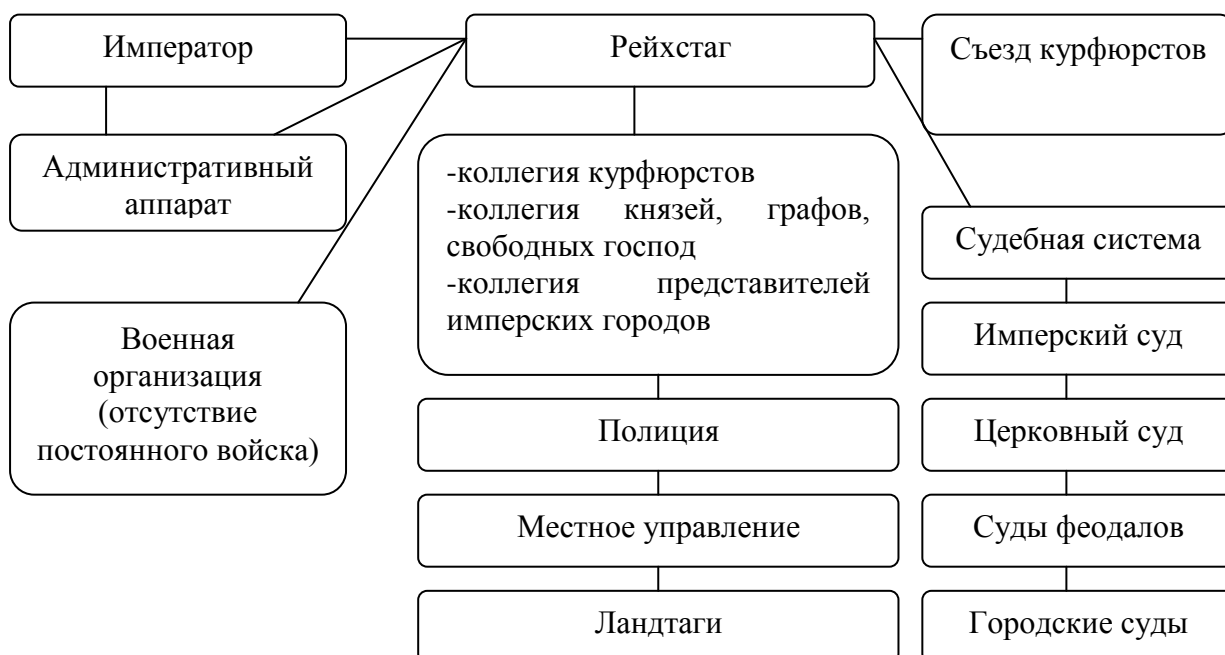 Император
Рейхстаг
Съезд курфюрстов
Административный
аппарат
-коллегия курфюрстов
-коллегия князей, графов,
свободных господ
-коллегия представителей
имперских городов
Судебная система
Военная
организация
(отсутствие
постоянного войска)
Имперский суд
Полиция
Церковный суд
Местное управление
Суды феодалов
Ландтаги
Городские суды